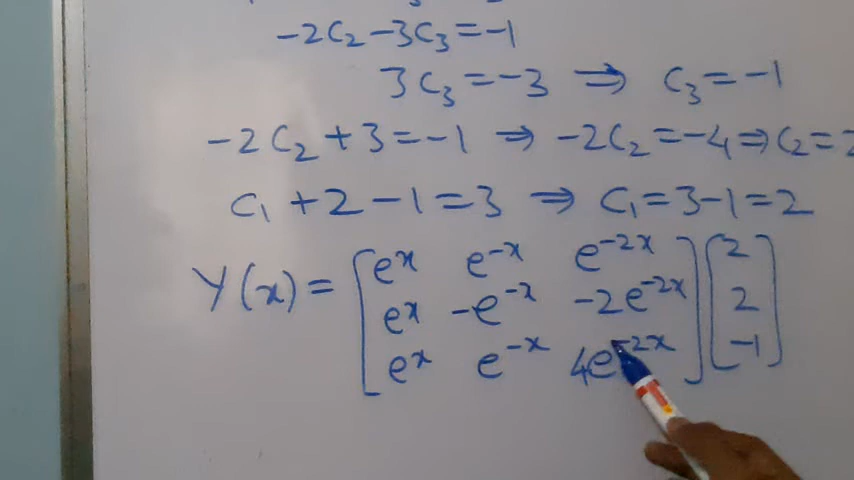 -2c₂-3c₃=-1
3c₃=-3 ⇒ c₃=-1
-2c₂+3=-1 ⇒ -2c₂=-4⇒c₂=2
c₁+2-1=3 ⇒ c₁=3-1=2
Y(x)= [eˣ e⁻ˣ e⁻²ˣ] [2]
[eˣ -e⁻ˣ -2e⁻²ˣ] [2]
[eˣ e⁻ˣ 4e⁻²ˣ] [-1]